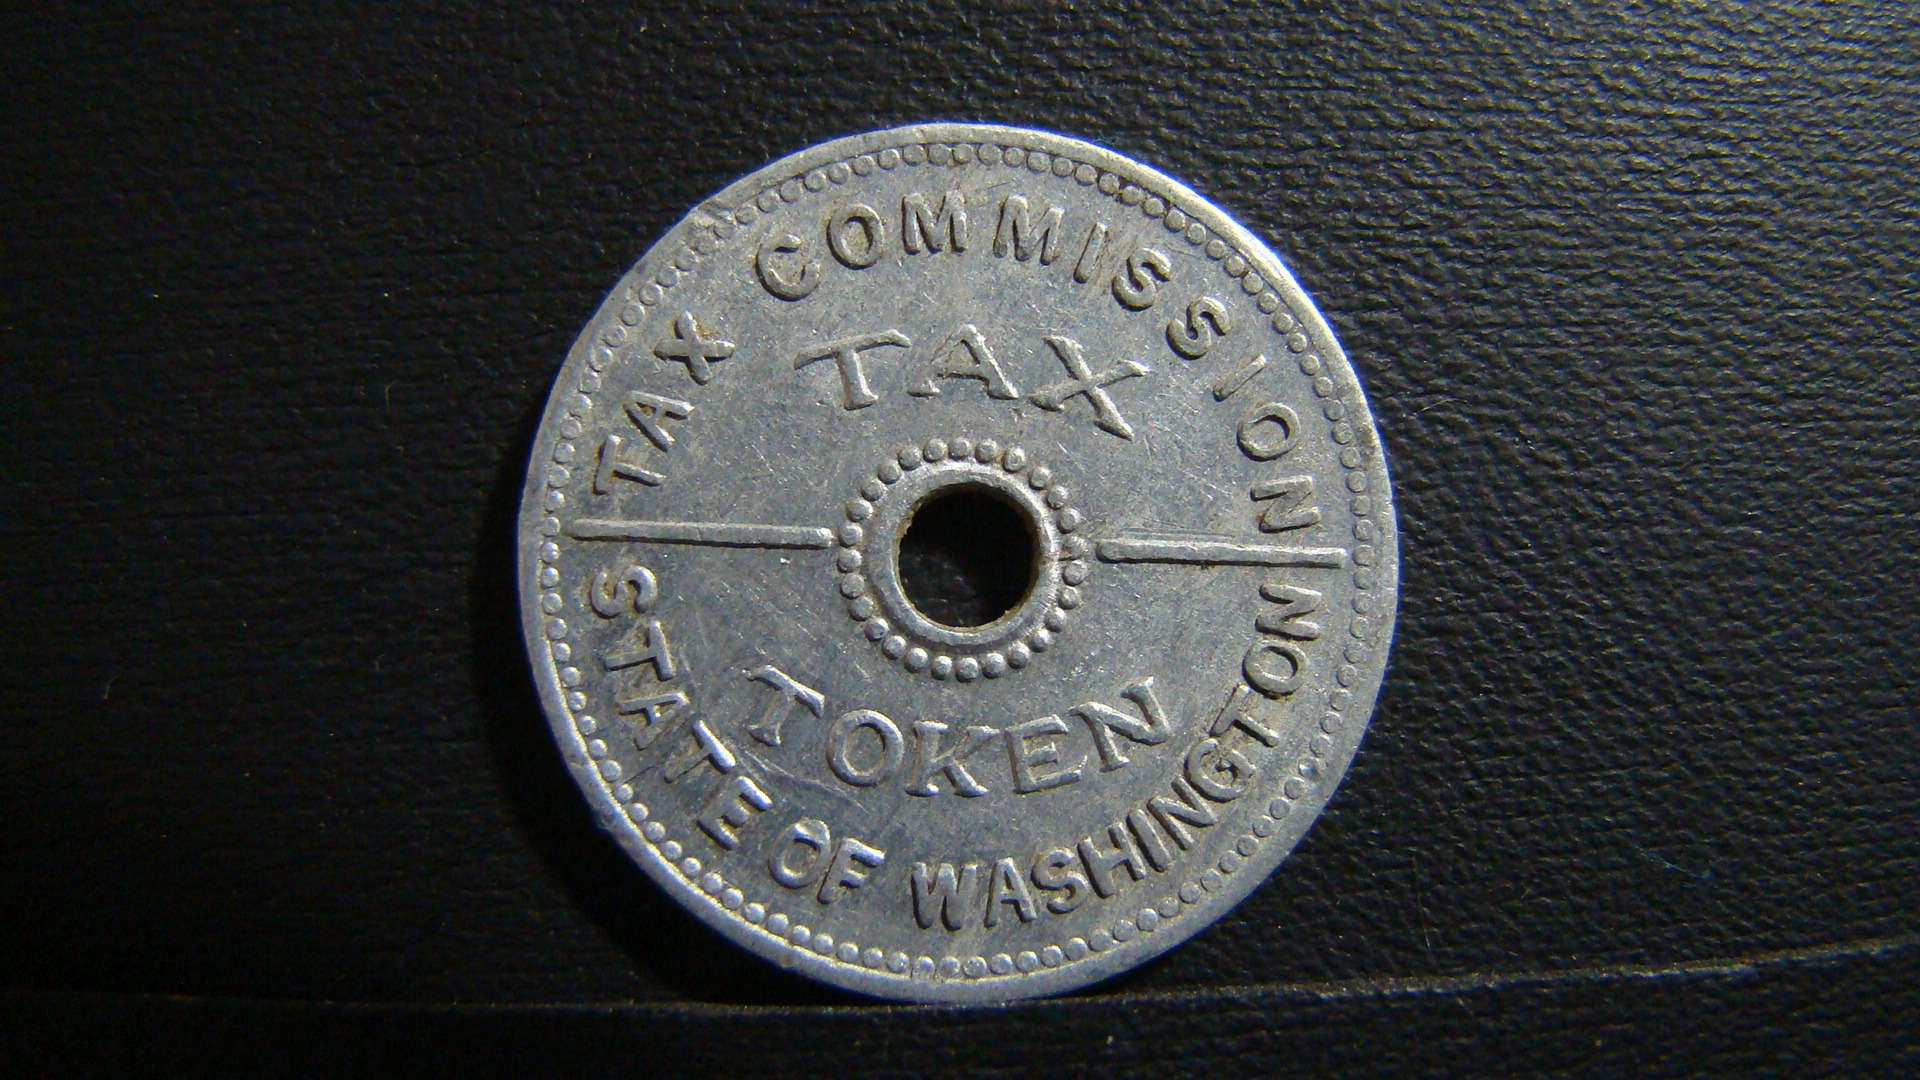 TAX COMMISSION
TAX
TOKEN
STATE OF WASHINGTON